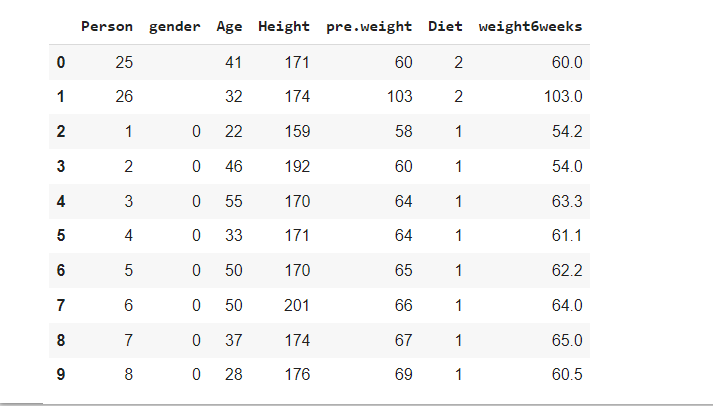 Person gender Age Height pre.weight Diet weight6weeks
0 25 41 171 60 2 60.0
1 26 32 174 103 2 103.0
2 1 0 22 159 58 1 54.2
3 2 0 46 192 60 1 54.0
4 3 0 55 170 64 1 63.3
5 4 0 33 171 64 1 61.1
6 5 0 50 170 65 1 62.2
7 6 0 50 201 66 1 64.0
8 7 0 37 174 67 1 65.0
9 8 0 28 176 69 1 60.5